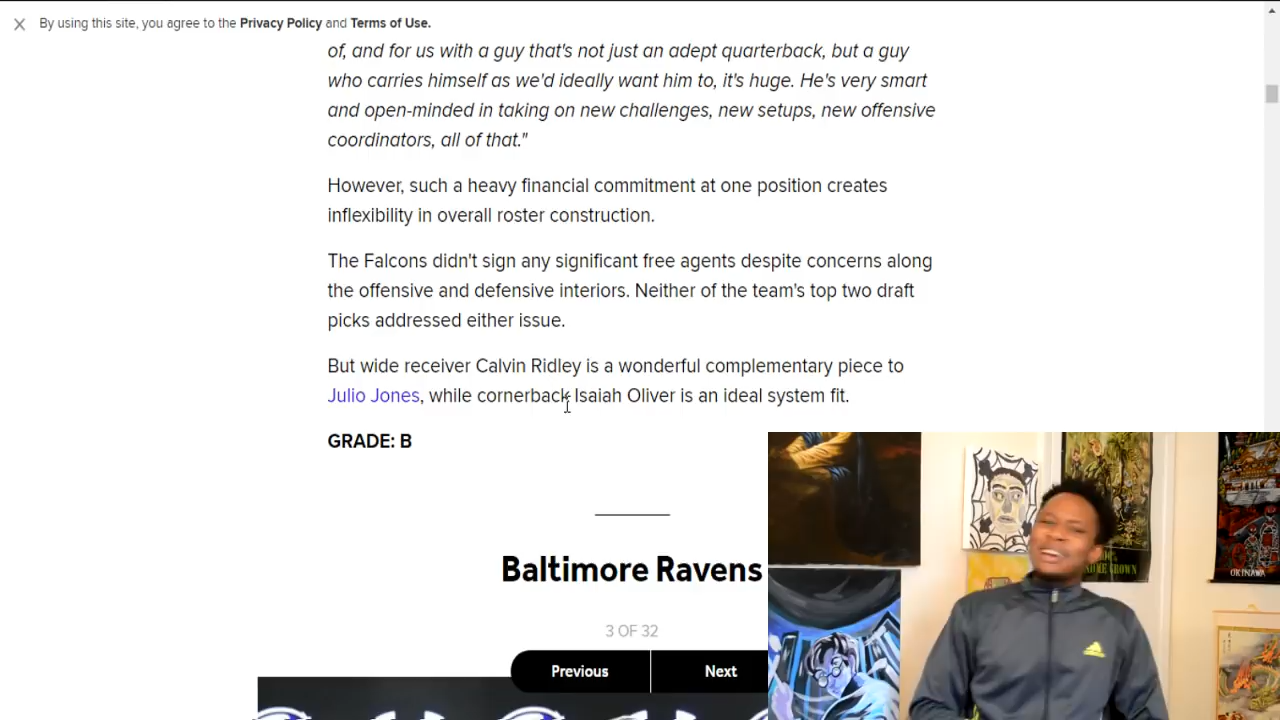 By using this site, you agree to the Privacy Policy and Terms of Use.
of, and for us with a guy that's not just an adept quarterback, but a guy
who carries himself as we'd ideally want him to, it's huge. He's very smart
and open-minded in taking on new challenges, new setups, new offensive
coordinators, all of that."
However, such a heavy financial commitment at one position creates
inflexibility in overall roster construction.
The Falcons didn't sign any significant free agents despite concerns along
the offensive and defensive interiors. Neither of the team's top two draft
picks addressed either issue.
But wide receiver Calvin Ridley is a wonderful complementary piece to
Julio Jones, while cornerback Isaiah Oliver is an ideal system fit.
GRADE: B
Baltimore Ravens
3 OF 32
Previous
Next
OKINAWA